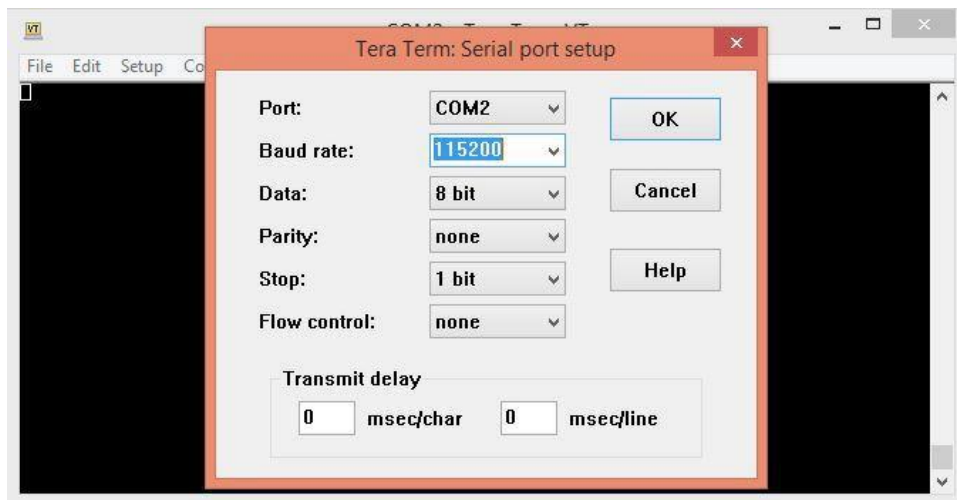 VT
File Edit Setup Co
Tera Term: Serial port setup
Port: COM2
OK
Baud rate: 115200
Data: 8 bit
Cancel
Parity: none
Stop: 1 bit
Help
Flow control: none
Transmit delay
0 msec/char 0 msec/line